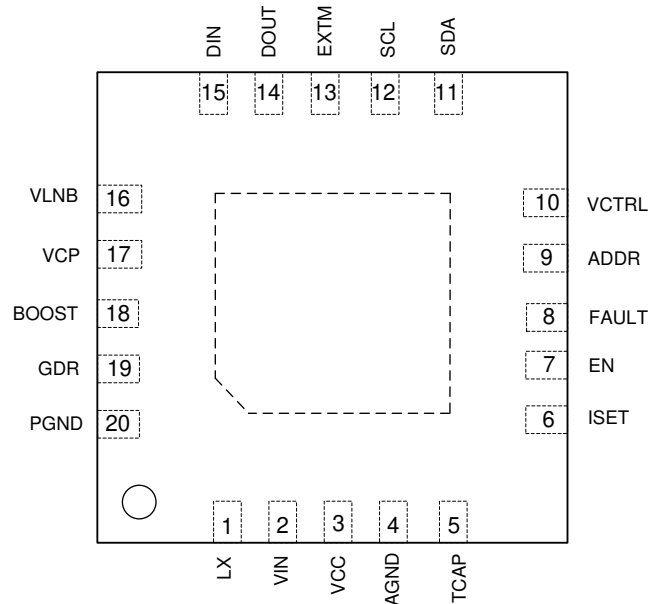 DIN DOUT EXTM SCL SDA
15 14 13 12 11
VLNB 16 10 VCTRL
VCP 17 9 ADDR
BOOST 18 8 FAULT
GDR 19 7 EN
PGND 20 6 ISET
1 2 3 4 5
LX VIN VCC AGND TCAP